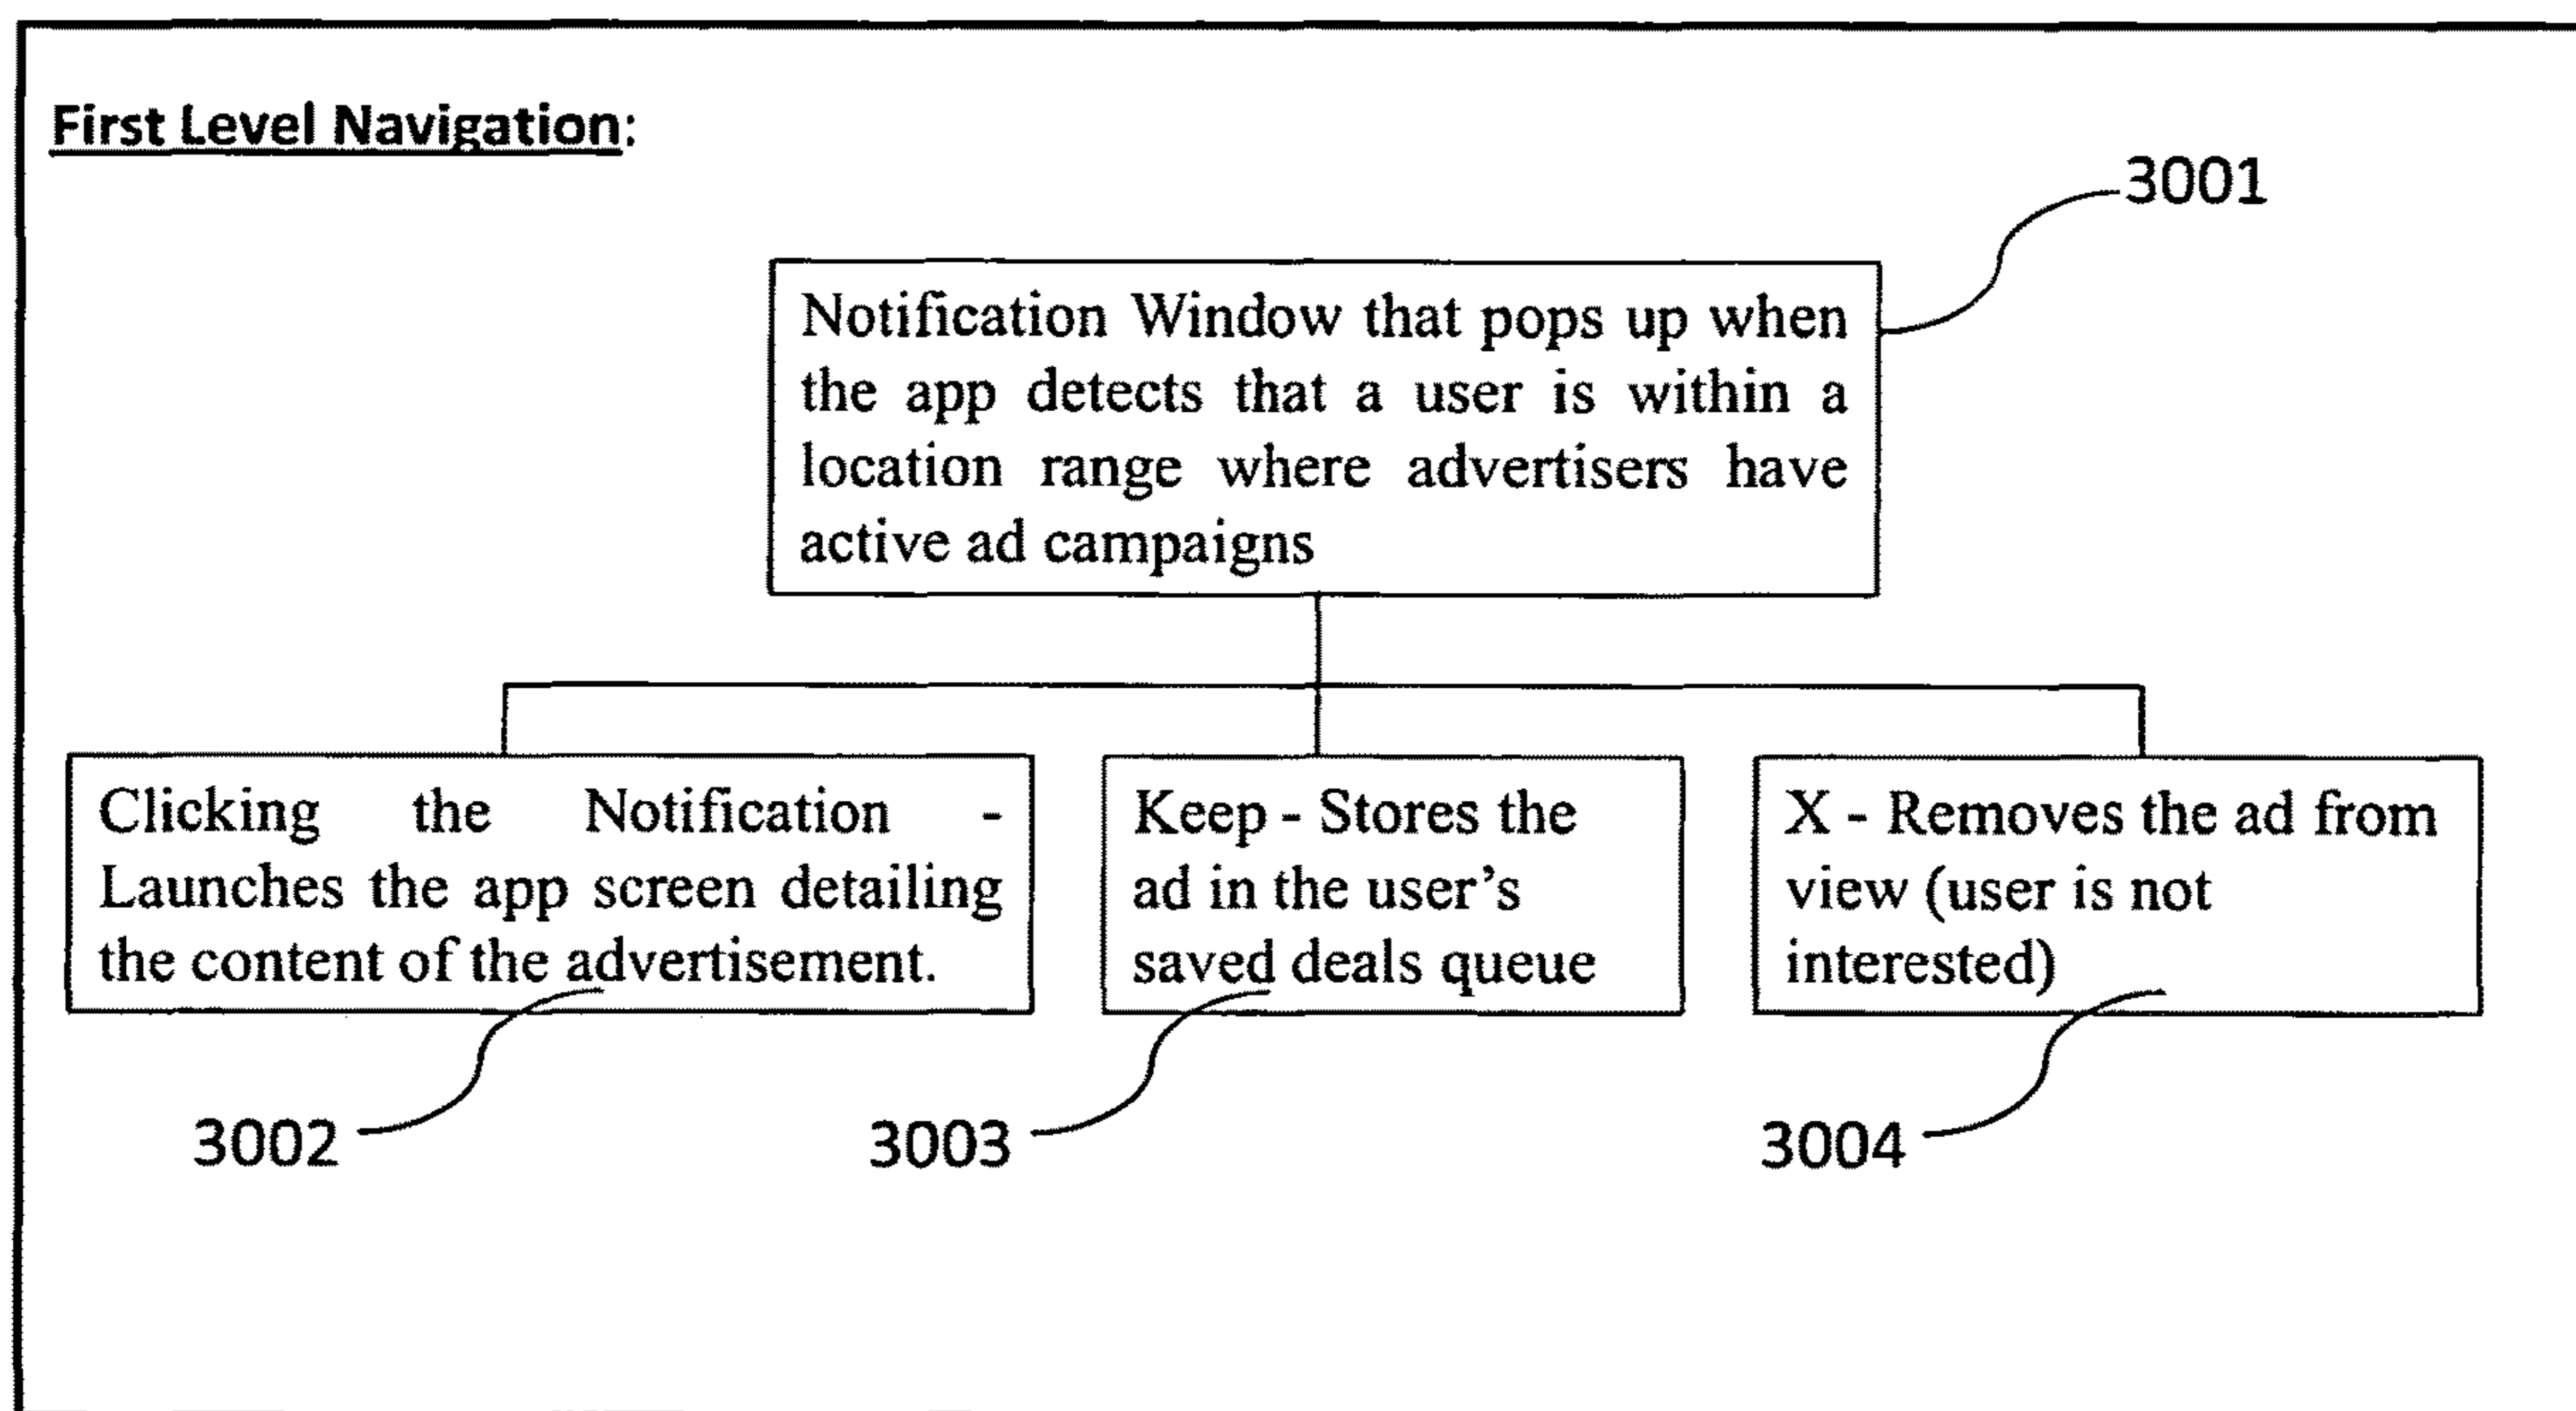 First Level Navigation:
3001
Notification Window that pops up when
the app detects that a user is within a
location range where advertisers have
active ad campaigns
Clicking the Notification -
Launches the app screen detailing
the content of the advertisement.
Keep - Stores the
ad in the user's
saved deals queue
X - Removes the ad from
view (user is not
interested)
3002
3003
3004